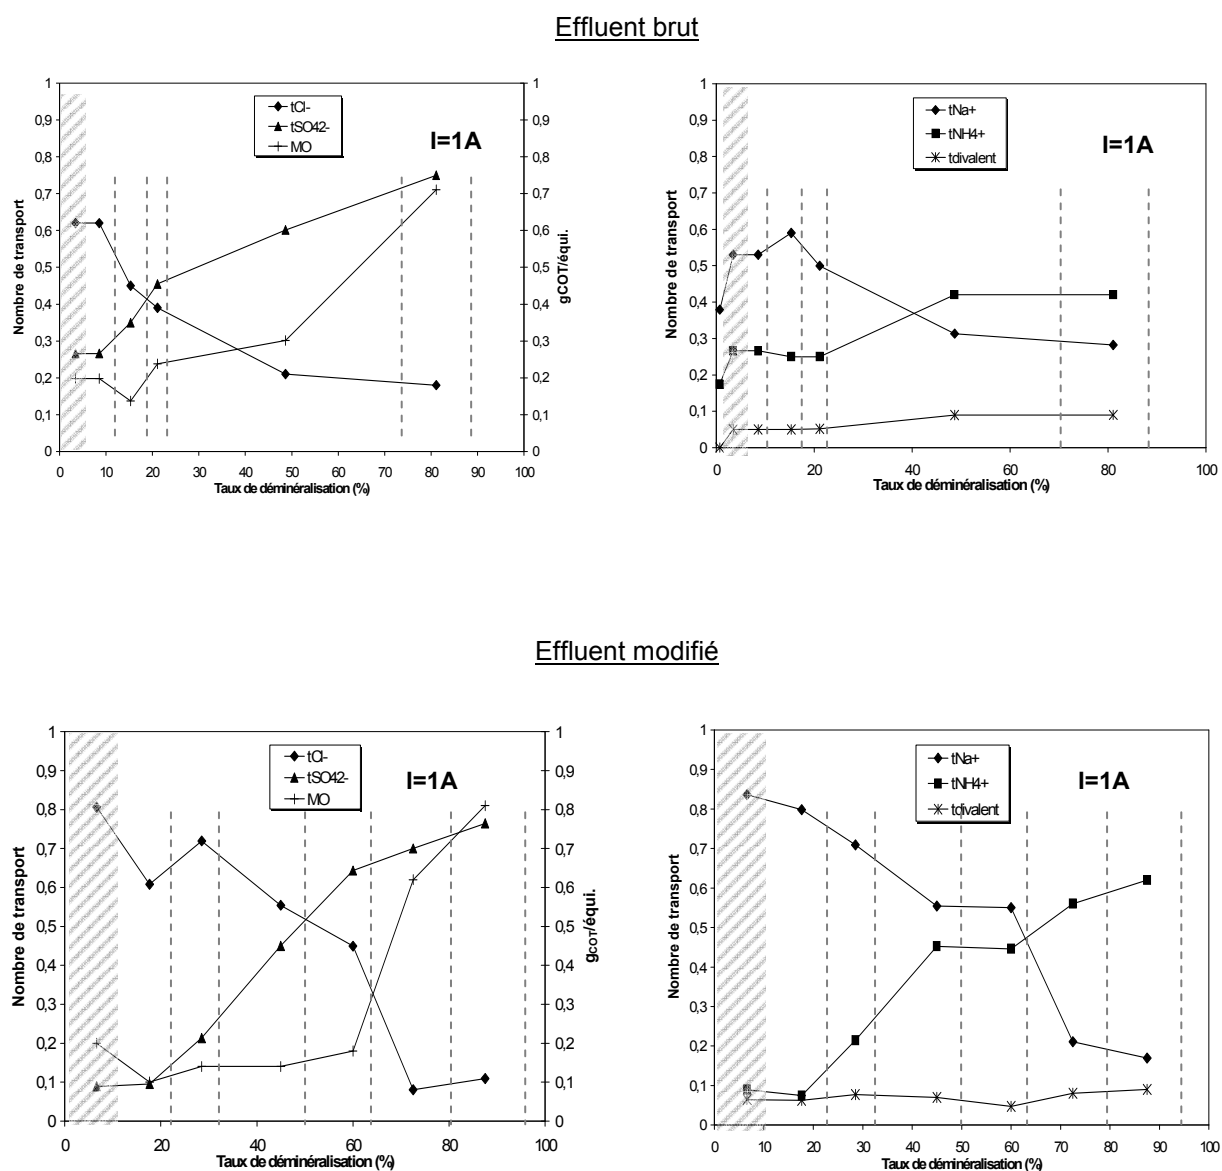 Effluent brut
1
0,9
0,8
0,7
0,6
0,5
0,4
0,3
0,2
0,1
0
Nombre de transport
tCl-
tSO42-
MO
I=1A
1
0,9
0,8
0,7
0,6
0,5
0,4
0,3
0,2
0,1
0
gCOT/équi.
0 10 20 30 40 50 60 70 80 90 100
Taux de déminéralisation (%)
1
0,9
0,8
0,7
0,6
0,5
0,4
0,3
0,2
0,1
0
Nombre de transport
tNa+
tNH4+
tdivalent
I=1A
0 20 40 60 80 100
Taux de déminéralisation (%)
Effluent modifié
1
0,9
0,8
0,7
0,6
0,5
0,4
0,3
0,2
0,1
0
Nombre de transport
tCl-
tSO42-
MO
I=1A
1
0,9
0,8
0,7
0,6
0,5
0,4
0,3
0,2
0,1
0
gCOT/équi.
0 20 40 60 80 100
Taux de déminéralisation (%)
1
0,9
0,8
0,7
0,6
0,5
0,4
0,3
0,2
0,1
0
Nombre de transport
tNa+
tNH4+
tdivalent
I=1A
0 10 20 30 40 50 60 70 80 90 100
Taux de déminéralisation (%)